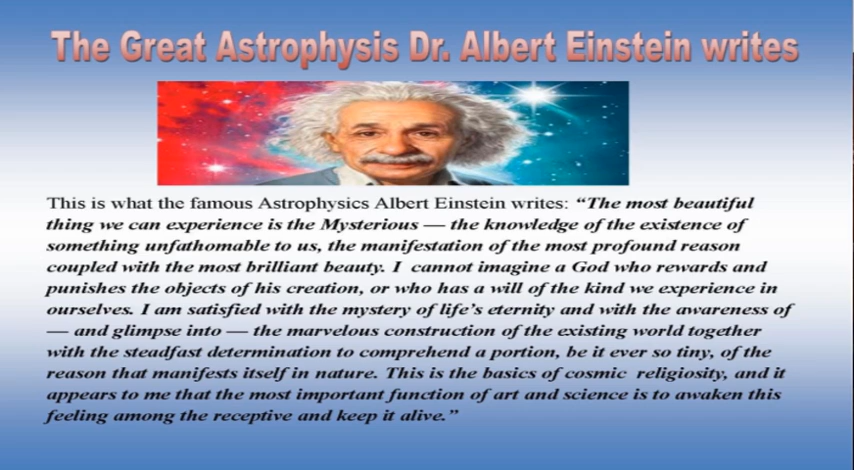 The Great Astrophysis Dr. Albert Einstein writes
This is what the famous Astrophysics Albert Einstein writes: “The most beautiful
thing we can experience is the Mysterious — the knowledge of the existence of
something unfathomable to us, the manifestation of the most profound reason
coupled with the most brilliant beauty. I cannot imagine a God who rewards and
punishes the objects of his creation, or who has a will of the kind we experience in
ourselves. I am satisfied with the mystery of life’s eternity and with the awareness of
— and glimpse into — the marvelous construction of the existing world together
with the steadfast determination to comprehend a portion, be it ever so tiny, of the
reason that manifests itself in nature. This is the basics of cosmic religiosity, and it
appears to me that the most important function of art and science is to awaken this
feeling among the receptive and keep it alive.”